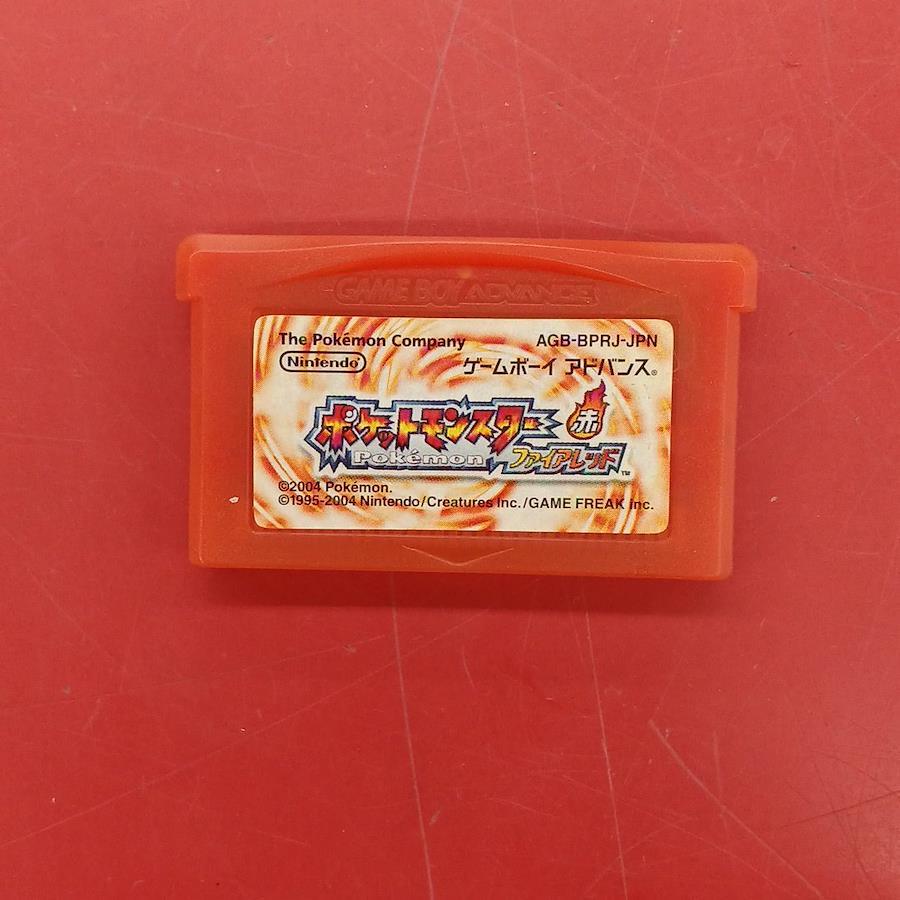 GAME BOY ADVANCE
The Pokémon Company AGB-BPRJ-JPN
Nintendo ゲームボーイ アドバンス®
ポケットモンスター 赤
Pokémon ファイアレッド™
©2004 Pokémon.
©1995-2004 Nintendo/Creatures inc./GAME FREAK inc.